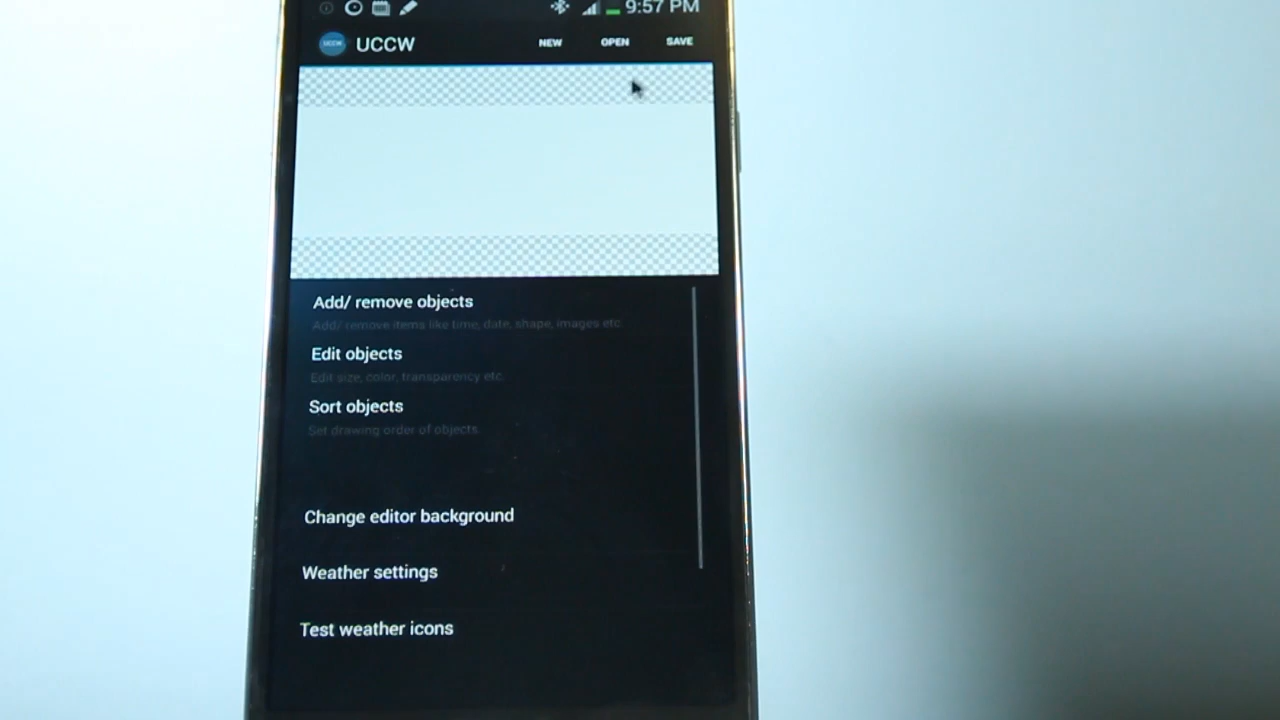 9:57 PM
UCCW UCCW NEW OPEN SAVE
Add/ remove objects
Add/ remove items like time, date, shape, images etc.
Edit objects
Edit size, color, transparency etc.
Sort objects
Set drawing order of objects.
Change editor background
Weather settings
Test weather icons